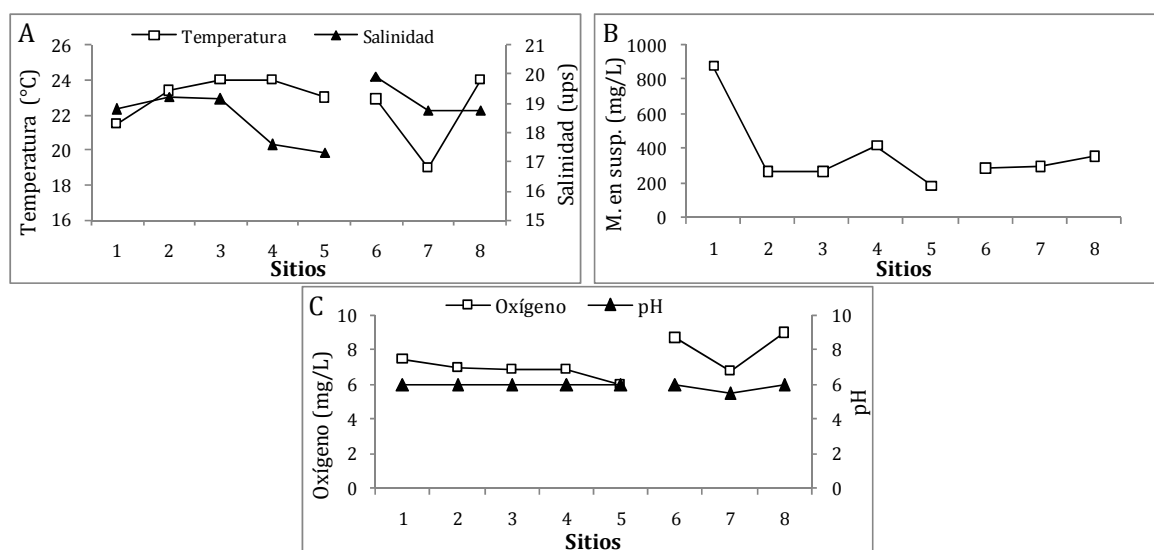 A
Temperatura
Salinidad
Temperatura (°C)
26
24
22
20
18
16
21
20
19
18
17
16
15
Salinidad (ups)
1 2 3 4 5 6 7 8
Sitios
B
M. en susp. (mg/L)
1000
800
600
400
200
0
1 2 3 4 5 6 7 8
Sitios
C
Oxígeno
pH
Oxígeno (mg/L)
10
8
6
4
2
0
10
8
6
4
2
0
pH
1 2 3 4 5 6 7 8
Sitios